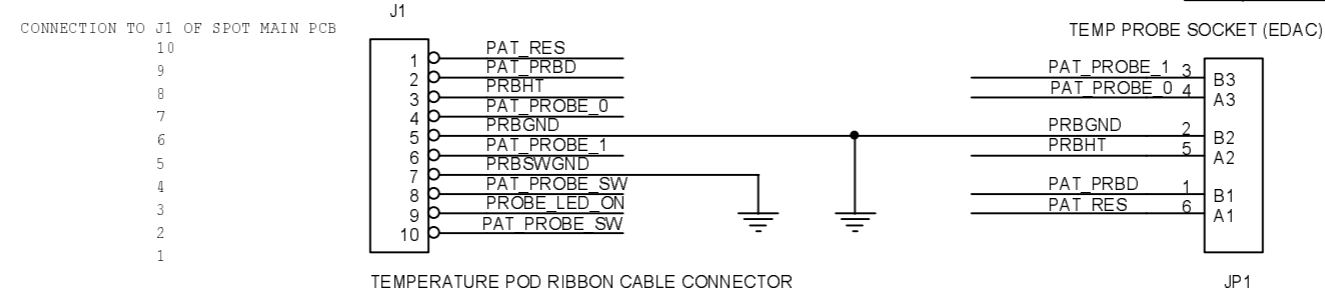 J1
CONNECTION TO J1 OF SPOT MAIN PCB
10
9
8
7
6
5
4
3
2
1
1 PAT_RES
2 PAT_PRBD
3 PRBHT
4 PAT_PROBE_0
5 PRBGND
6 PAT_PROBE_1
7 PRBSWGND
8 PAT_PROBE_SW
9 PROBE_LED_ON
10 PAT_PROBE_SW
TEMPERATURE POD RIBBON CABLE CONNECTOR
TEMP PROBE SOCKET (EDAC)
PAT_PROBE_1 3 B3
PAT_PROBE_0 4 A3
PRBGND 2 B2
PRBHT 5 A2
PAT_PRBD 1 B1
PAT_RES 6 A1
JP1